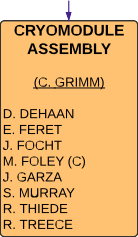 CRYOMODULE
ASSEMBLY
(C. GRIMM)
D. DEHAAN
E. FERET
J. FOCHT
M. FOLEY (C)
J. GARZA
S. MURRAY
R. THIEDE
R. TREECE